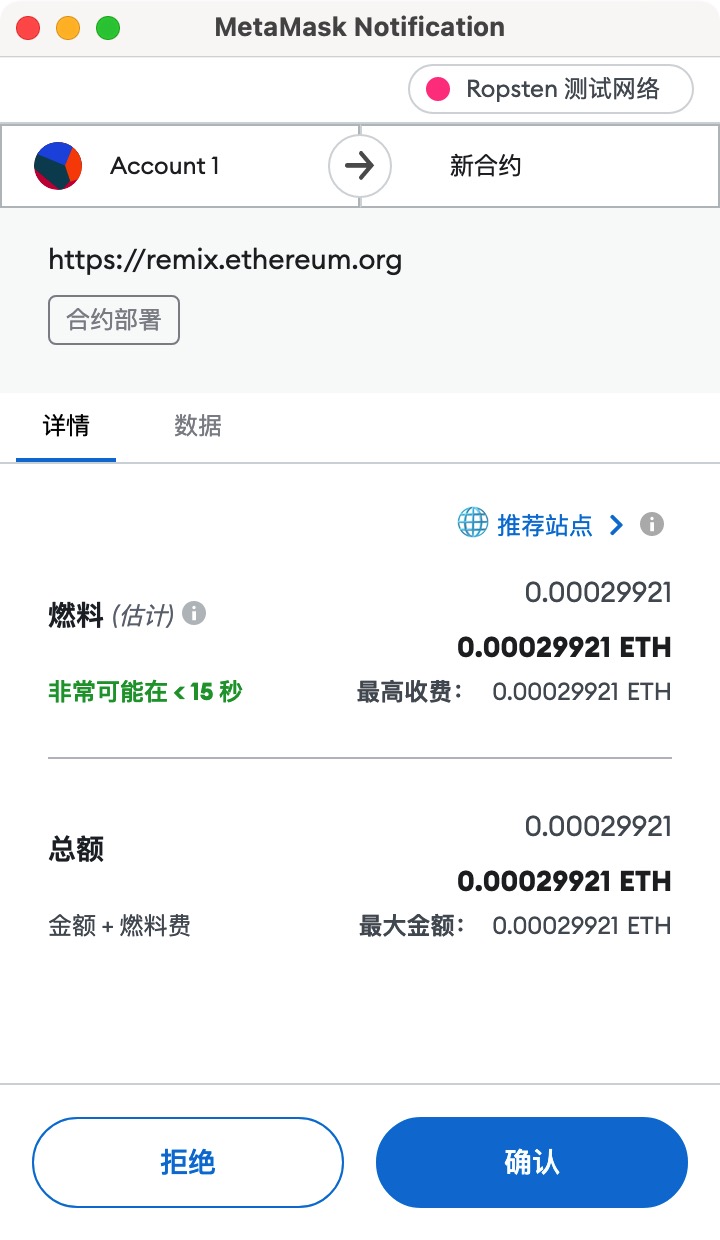 MetaMask Notification
Ropsten 测试网络
Account 1
新合约
https://remix.ethereum.org
合约部署
详情 数据
推荐站点
0.00029921
燃料 (估计)
0.00029921 ETH
非常可能在 < 15 秒 最高收费： 0.00029921 ETH
0.00029921
总额
0.00029921 ETH
金额 + 燃料费 最大金额： 0.00029921 ETH
拒绝 确认